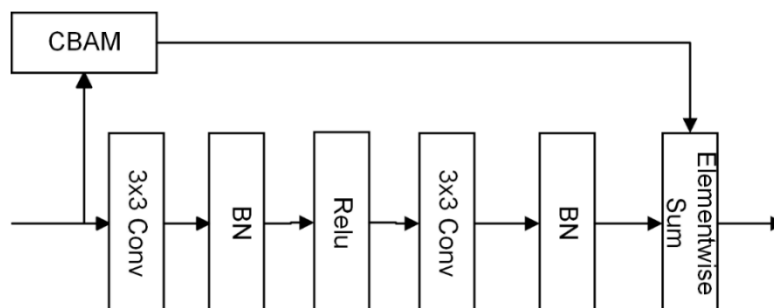 CBAM
3x3 Conv
BN
Relu
3x3 Conv
BN
Elementwise
Sum